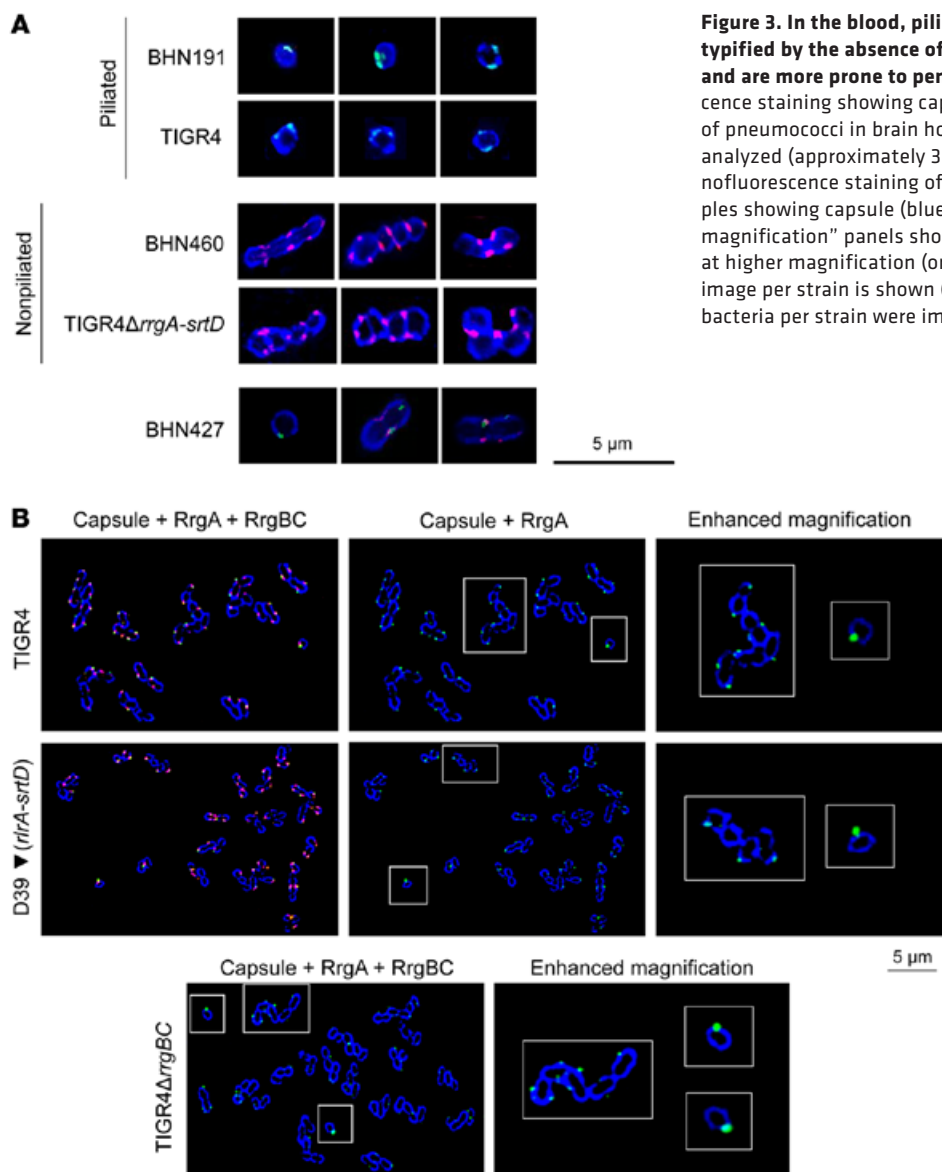 A
Piliated
BHN191
TIGR4
Nonpiliated
BHN460
TIGR4ΔrrgA-srtD
BHN427
5 µm
Figure 3. In the blood, pili
typified by the absence of
and are more prone to per
cence staining showing cap
of pneumococci in brain ho
analyzed (approximately 3
nofluorescence staining of
ples showing capsule (blue
magnification” panels sho
at higher magnification (or
image per strain is shown (
bacteria per strain were im
B
Capsule + RrgA + RrgBC
Capsule + RrgA
Enhanced magnification
TIGR4
D39 ▼ (rlrA-srtD)
5 µm
Capsule + RrgA + RrgBC
Enhanced magnification
TIGR4ΔrrgBC